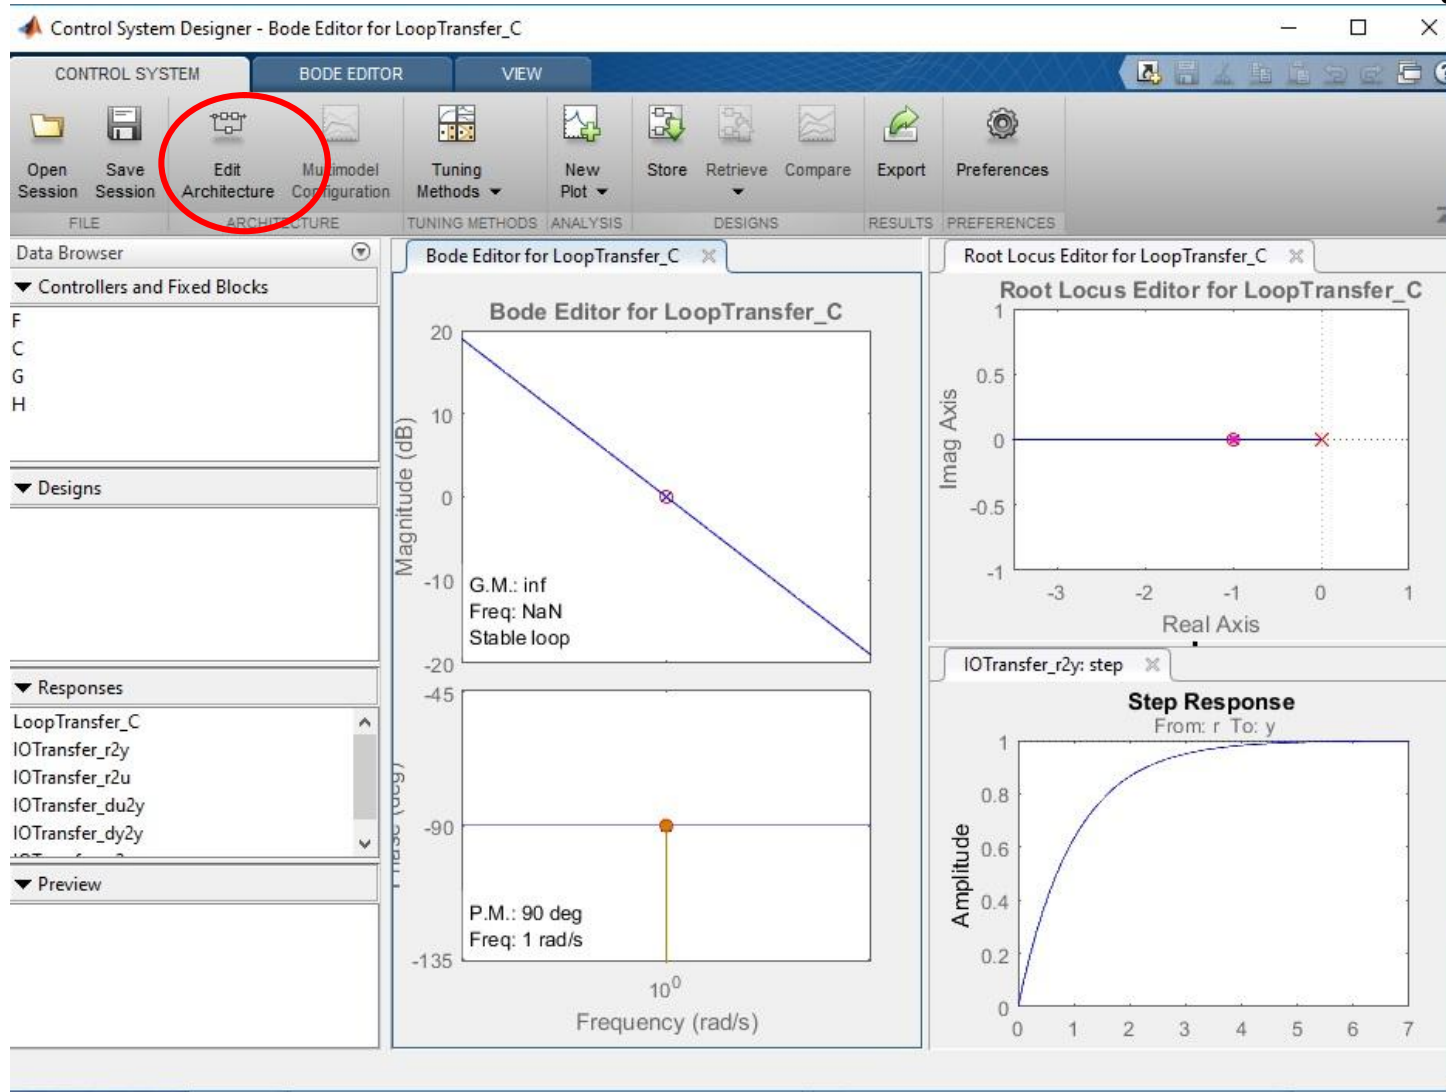 Control System Designer - Bode Editor for LoopTransfer_C
CONTROL SYSTEM
BODE EDITOR
VIEW
Open Session
Save Session
Edit Architecture
Multimodel Configuration
Tuning Methods
New Plot
Store
Retrieve
Compare
Export
Preferences
FILE
ARCHITECTURE
TUNING METHODS
ANALYSIS
DESIGNS
RESULTS
PREFERENCES
Data Browser
Controllers and Fixed Blocks
F
C
G
H
Designs
Responses
LoopTransfer_C
IOTransfer_r2y
IOTransfer_r2u
IOTransfer_du2y
IOTransfer_dy2y
Preview
Bode Editor for LoopTransfer_C
Bode Editor for LoopTransfer_C
20
10
0
-10
-20
Magnitude (dB)
G.M.: inf
Freq: NaN
Stable loop
-45
-90
-135
Phase (deg)
P.M.: 90 deg
Freq: 1 rad/s
10^0
Frequency (rad/s)
Root Locus Editor for LoopTransfer_C
Root Locus Editor for LoopTransfer_C
1
0.5
0
-0.5
-1
Imag Axis
-3 -2 -1 0 1
Real Axis
IOTransfer_r2y: step
Step Response
From: r To: y
1
0.8
0.6
0.4
0.2
0
Amplitude
0 1 2 3 4 5 6 7